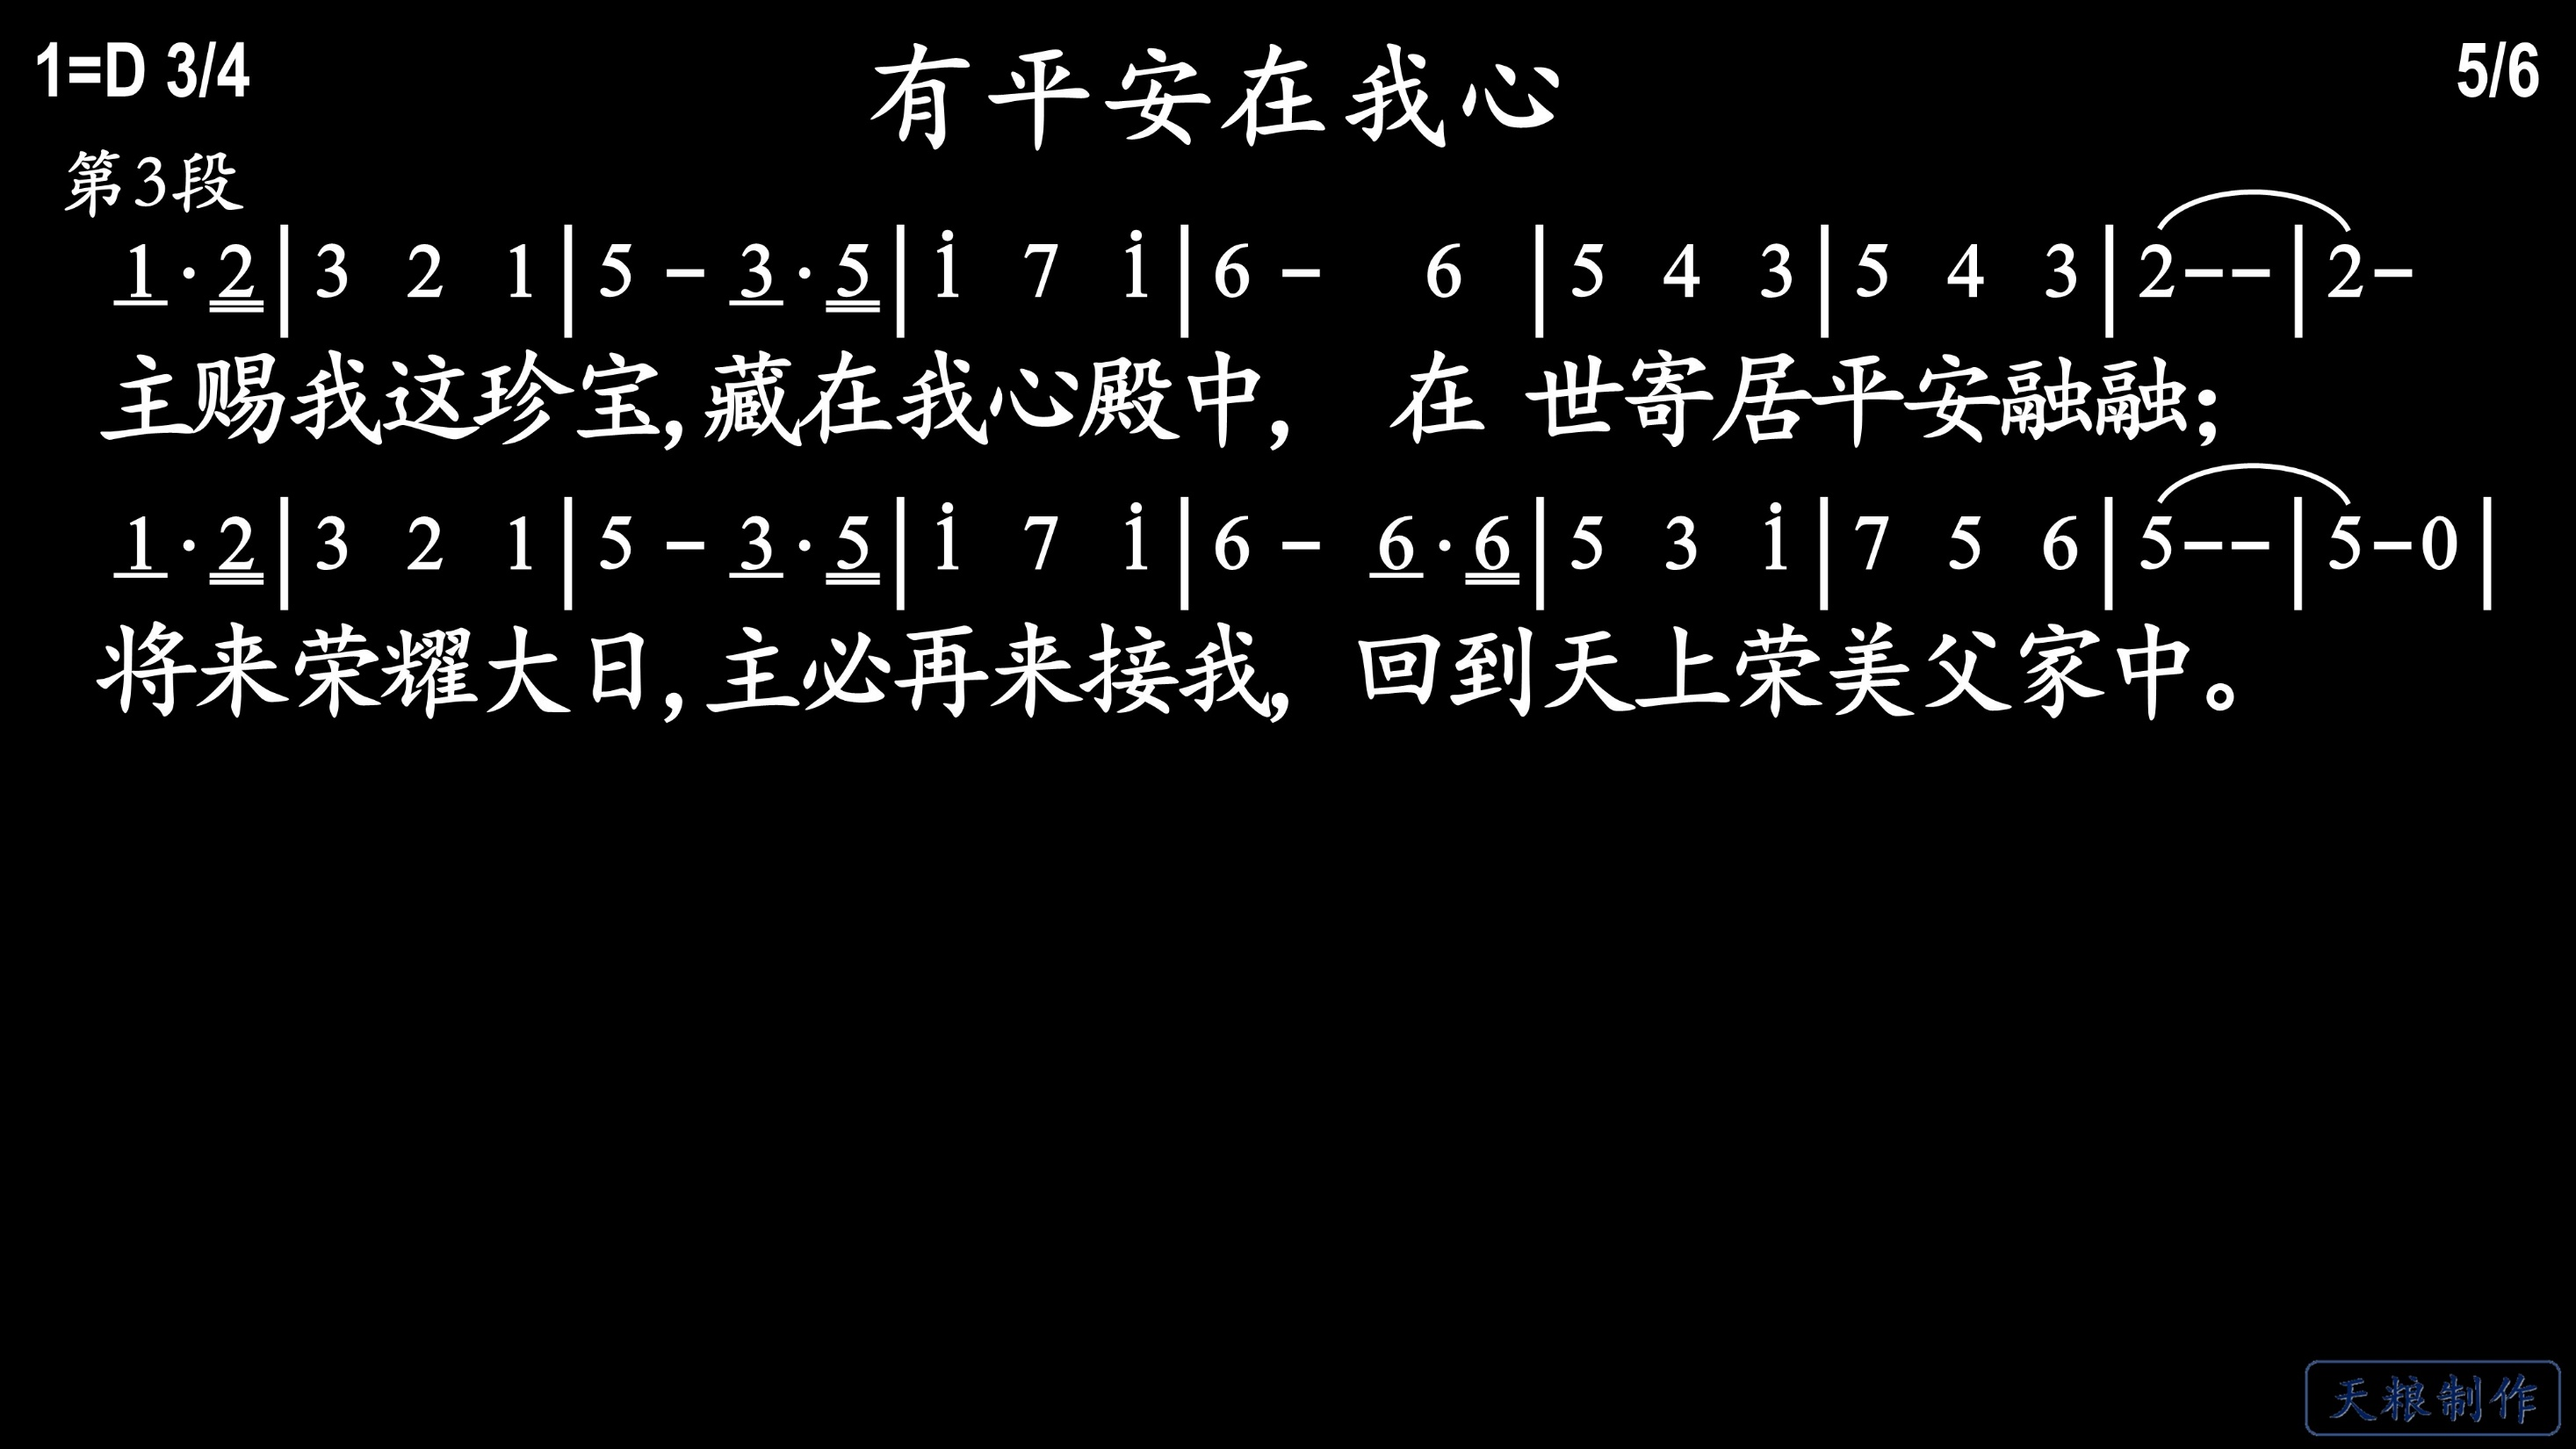 1=D 3/4 有平安在我心 5/6
第3段
1·2|3 2 1|5 - 3·5|i 7 i|6 - 6|5 4 3|5 4 3|2--|2-
主赐我这珍宝,藏在我心殿中, 在 世寄居平安融融;
1·2|3 2 1|5 - 3·5|i 7 i|6 - 6·6|5 3 i|7 5 6|5--|5-0|
将来荣耀大日,主必再来接我, 回到天上荣美父家中。
天粮制作